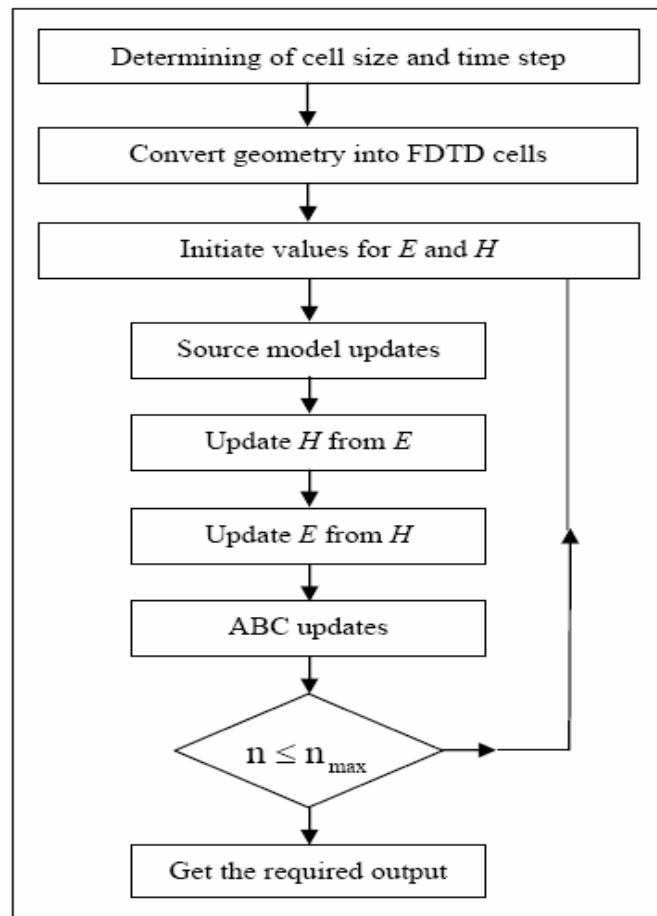 Determining of cell size and time step
Convert geometry into FDTD cells
Initiate values for E and H
Source model updates
Update H from E
Update E from H
ABC updates
n ≤ n_max
Get the required output